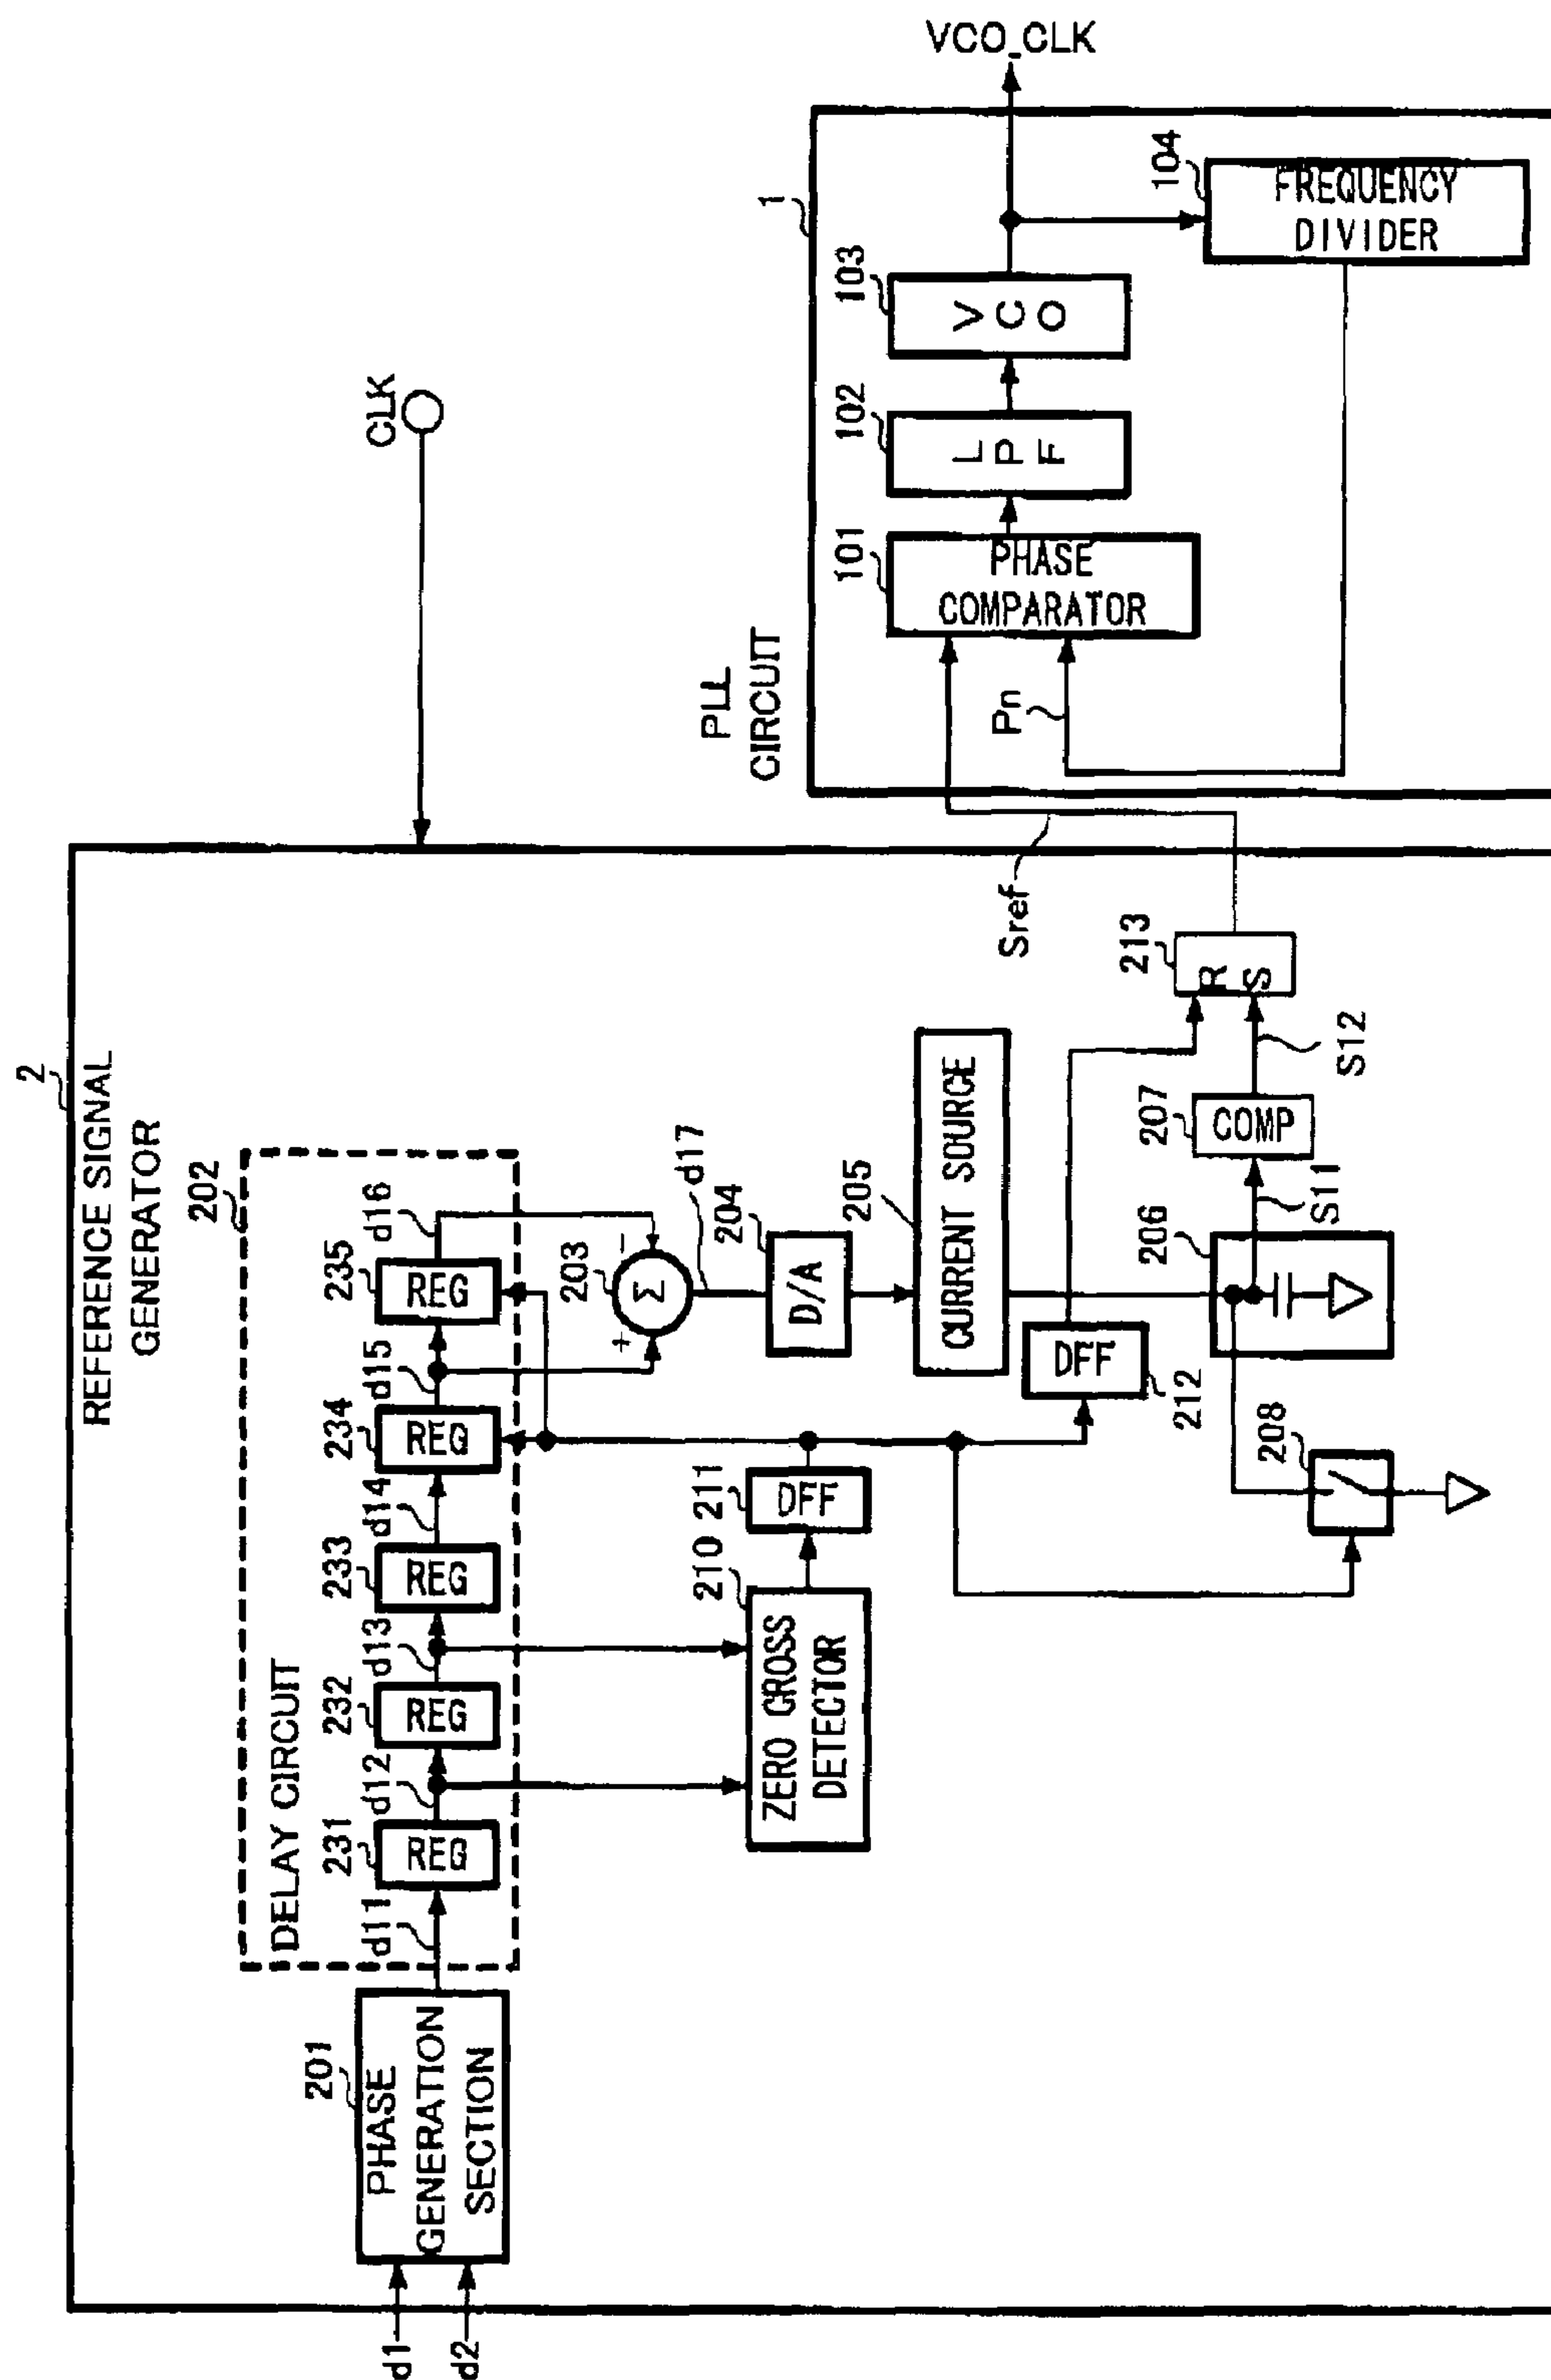 2
REFERENCE SIGNAL
GENERATOR
CLK
d1
d2
201
PHASE
GENERATION
SECTION
DELAY CIRCUIT
202
d11
231
REG
d12
232
REG
d13
233
REG
d14
234
REG
d15
235
REG
d16
+
-
203
Σ
d17
204
D/A
205
CURRENT SOURCE
210
ZERO CROSS
DETECTOR
211
DFF
212
DFF
206
208
S11
207
COMP
S12
213
R
S
Sref
PLL
CIRCUIT
1
Pn
101
PHASE
COMPARATOR
102
LPF
103
VCO
VCO_CLK
104
FREQUENCY
DIVIDER